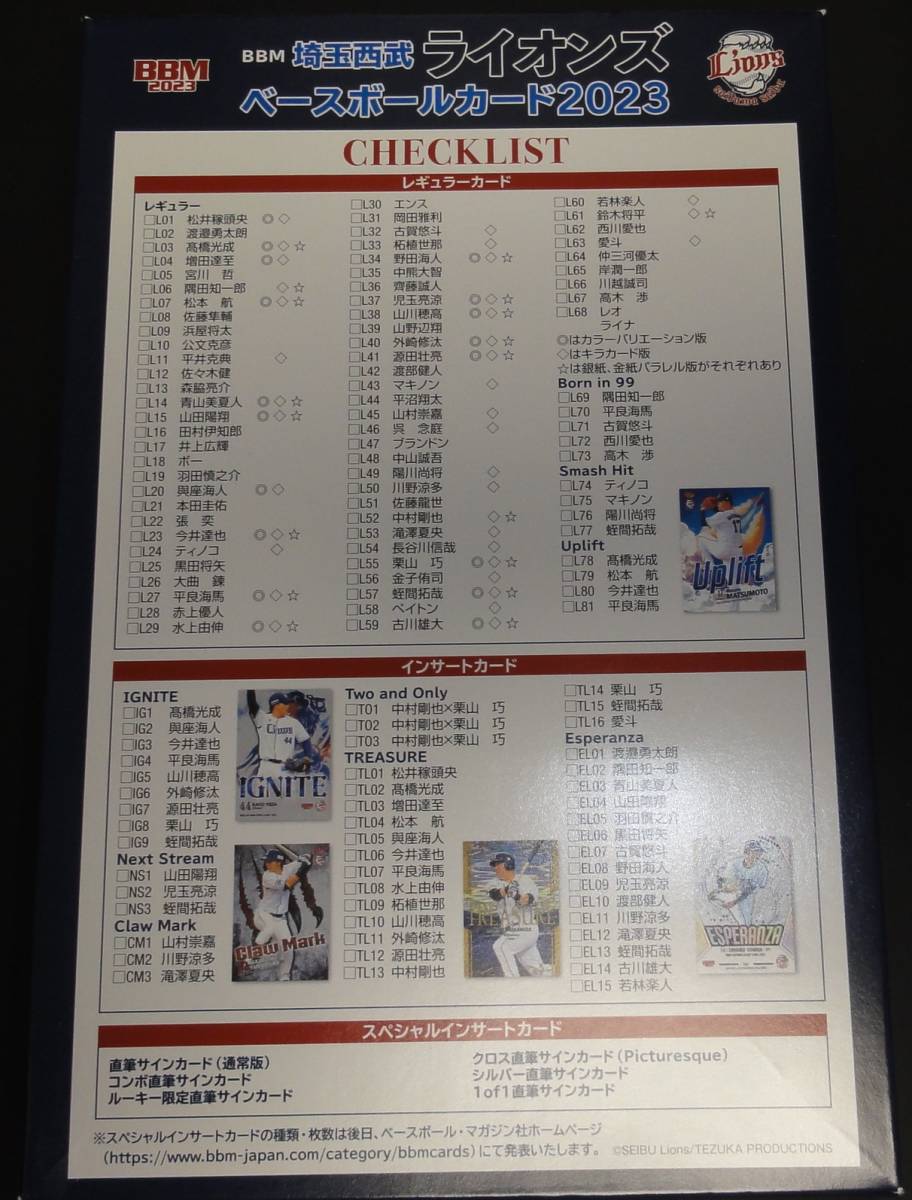 BBM
2023
BBM 埼玉西武 ライオンズ
ベースボールカード2023
Lions
CHECKLIST
レギュラーカード
レギュラー
□L01 松井稼頭央 ◎◇
□L02 渡邉勇太朗
□L03 髙橋光成 ◎◇☆
□L04 増田達至 ◎◇
□L05 宮川 哲
□L06 隅田知一郎 ◇☆
□L07 松本 航 ◎◇☆
□L08 佐藤隼輔
□L09 浜屋将太
□L10 公文克彦
□L11 平井克典 ◇
□L12 佐々木健
□L13 森脇亮介
□L14 青山美夏人 ◎◇☆
□L15 山田陽翔 ◎◇☆
□L16 田村伊知郎
□L17 井上広輝
□L18 ボー
□L19 羽田慎之介
□L20 與座海人 ◎◇
□L21 本田圭佑
□L22 張 奕
□L23 今井達也 ◎◇☆
□L24 ティノコ ◇
□L25 黒田将矢
□L26 大曲 錬
□L27 平良海馬 ◎◇☆
□L28 赤上優人
□L29 水上由伸 ◎◇☆
□L30 エンス
□L31 岡田雅利
□L32 古賀悠斗 ◇
□L33 柘植世那 ◇
□L34 野田海人 ◎◇☆
□L35 中熊大智
□L36 齊藤誠人
□L37 児玉亮涼 ◎◇☆
□L38 山川穂高 ◎◇☆
□L39 山野辺翔
□L40 外崎修汰 ◎◇☆
□L41 源田壮亮 ◎◇☆
□L42 渡部健人
□L43 マキノン ◇
□L44 平沼翔太
□L45 山村崇嘉 ◇
□L46 呉 念庭 ◇
□L47 ブランドン
□L48 中山誠吾
□L49 陽川尚将 ◇
□L50 川野涼多 ◇
□L51 佐藤龍世
□L52 中村剛也 ◇☆
□L53 滝澤夏央 ◇
□L54 長谷川信哉 ◇
□L55 栗山 巧 ◎◇☆
□L56 金子侑司 ◇
□L57 蛭間拓哉 ◎◇☆
□L58 ペイトン ◇
□L59 古川雄大 ◎◇☆
□L60 若林楽人 ◇
□L61 鈴木将平 ◇☆
□L62 西川愛也
□L63 愛斗 ◇
□L64 仲三河優太
□L65 岸潤一郎
□L66 川越誠司
□L67 高木 渉
□L68 レオ
ライナ
◎はカラーバリエーション版
◇はキラカード版
☆は銀紙、金紙パラレル版がそれぞれあり
Born in 99
□L69 隅田知一郎
□L70 平良海馬
□L71 古賀悠斗
□L72 西川愛也
□L73 高木 渉
Smash Hit
□L74 ティノコ
□L75 マキノン
□L76 陽川尚将
□L77 蛭間拓哉
Uplift
□L78 髙橋光成
□L79 松本 航
□L80 今井達也
□L81 平良海馬
Uplift
MATSUMOTO
インサートカード
IGNITE
□IG1 髙橋光成
□IG2 與座海人
□IG3 今井達也
□IG4 平良海馬
□IG5 山川穂高
□IG6 外崎修汰
□IG7 源田壮亮
□IG8 栗山 巧
□IG9 蛭間拓哉
IGNITE
44
Next Stream
□NS1 山田陽翔
□NS2 児玉亮涼
□NS3 蛭間拓哉
Claw Mark
□CM1 山村崇嘉
□CM2 川野涼多
□CM3 滝澤夏央
Claw Mark
Two and Only
□T01 中村剛也×栗山 巧
□T02 中村剛也×栗山 巧
□T03 中村剛也×栗山 巧
TREASURE
□TL01 松井稼頭央
□TL02 髙橋光成
□TL03 増田達至
□TL04 松本 航
□TL05 與座海人
□TL06 今井達也
□TL07 平良海馬
□TL08 水上由伸
□TL09 柘植世那
□TL10 山川穂高
□TL11 外崎修汰
□TL12 源田壮亮
□TL13 中村剛也
TREASURE
□TL14 栗山 巧
□TL15 蛭間拓哉
□TL16 愛斗
Esperanza
□EL01 渡邉勇太朗
□EL02 隅田知一郎
□EL03 青山美夏人
□EL04 山田陽翔
□EL05 羽田慎之介
□EL06 黒田将矢
□EL07 古賀悠斗
□EL08 野田海人
□EL09 児玉亮涼
□EL10 渡部健人
□EL11 川野涼多
□EL12 滝澤夏央
□EL13 蛭間拓哉
□EL14 古川雄大
□EL15 若林楽人
ESPERANZA
スペシャルインサートカード
直筆サインカード(通常版)
コンボ直筆サインカード
ルーキー限定直筆サインカード
クロス直筆サインカード(Picturesque)
シルバー直筆サインカード
1of1直筆サインカード
※スペシャルインサートカードの種類・枚数は後日、ベースボール・マガジン社ホームページ
(https://www.bbm-japan.com/category/bbmcards)にて発表いたします。
©SEIBU Lions/TEZUKA PRODUCTIONS